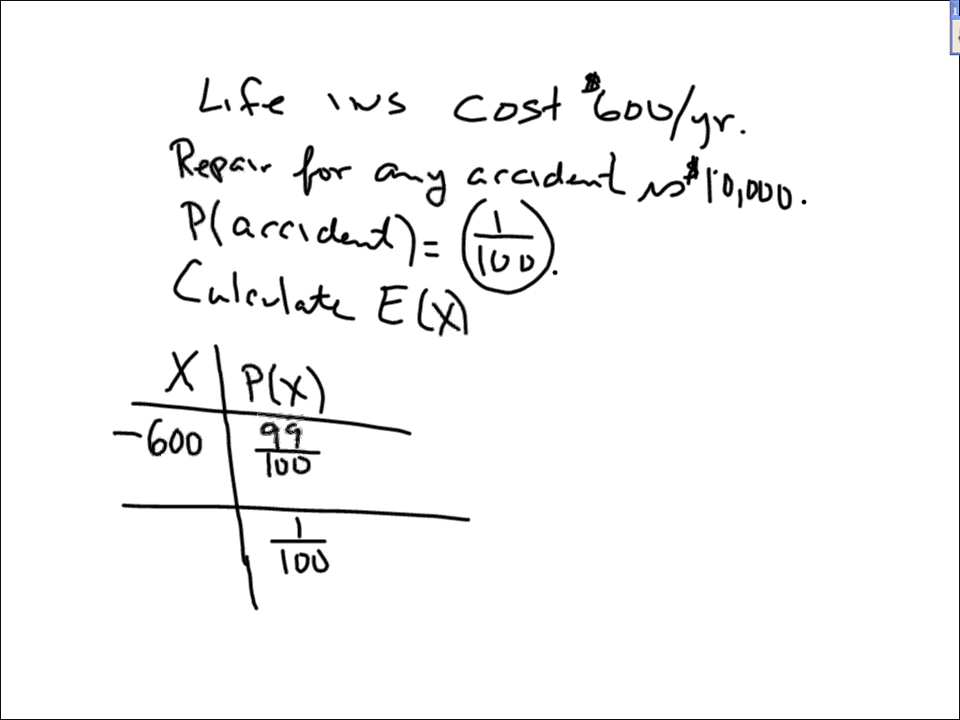 Life ins cost $600/yr.
Repair for any accident is $10,000.
P(accident) = (1/100).
Calculate E(X)
X P(X)
-600 99/100
1/100